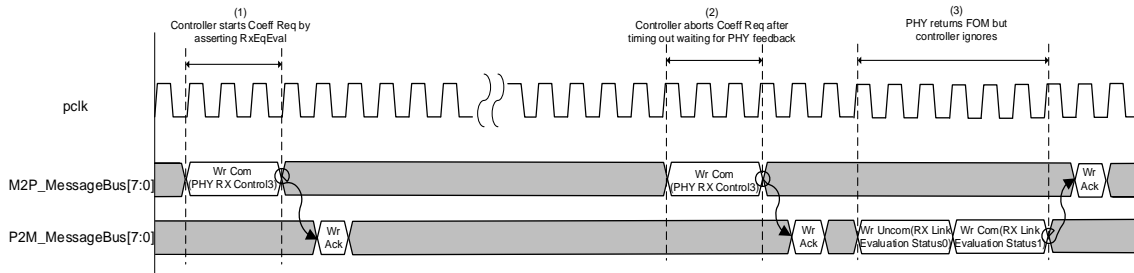 (1)
Controller starts Coeff Req by
asserting RxEqEval
(2)
Controller aborts Coeff Req after
timing out waiting for PHY feedback
(3)
PHY returns FOM but
controller ignores
pclk
M2P_MessageBus[7:0]
Wr Com
(PHY RX Control3)
Wr Com
(PHY RX Control3)
Wr
Ack
P2M_MessageBus[7:0]
Wr
Ack
Wr
Ack
Wr Uncom(RX Link
Evaluation Status0)
Wr Com(RX Link
Evaluation Status1)